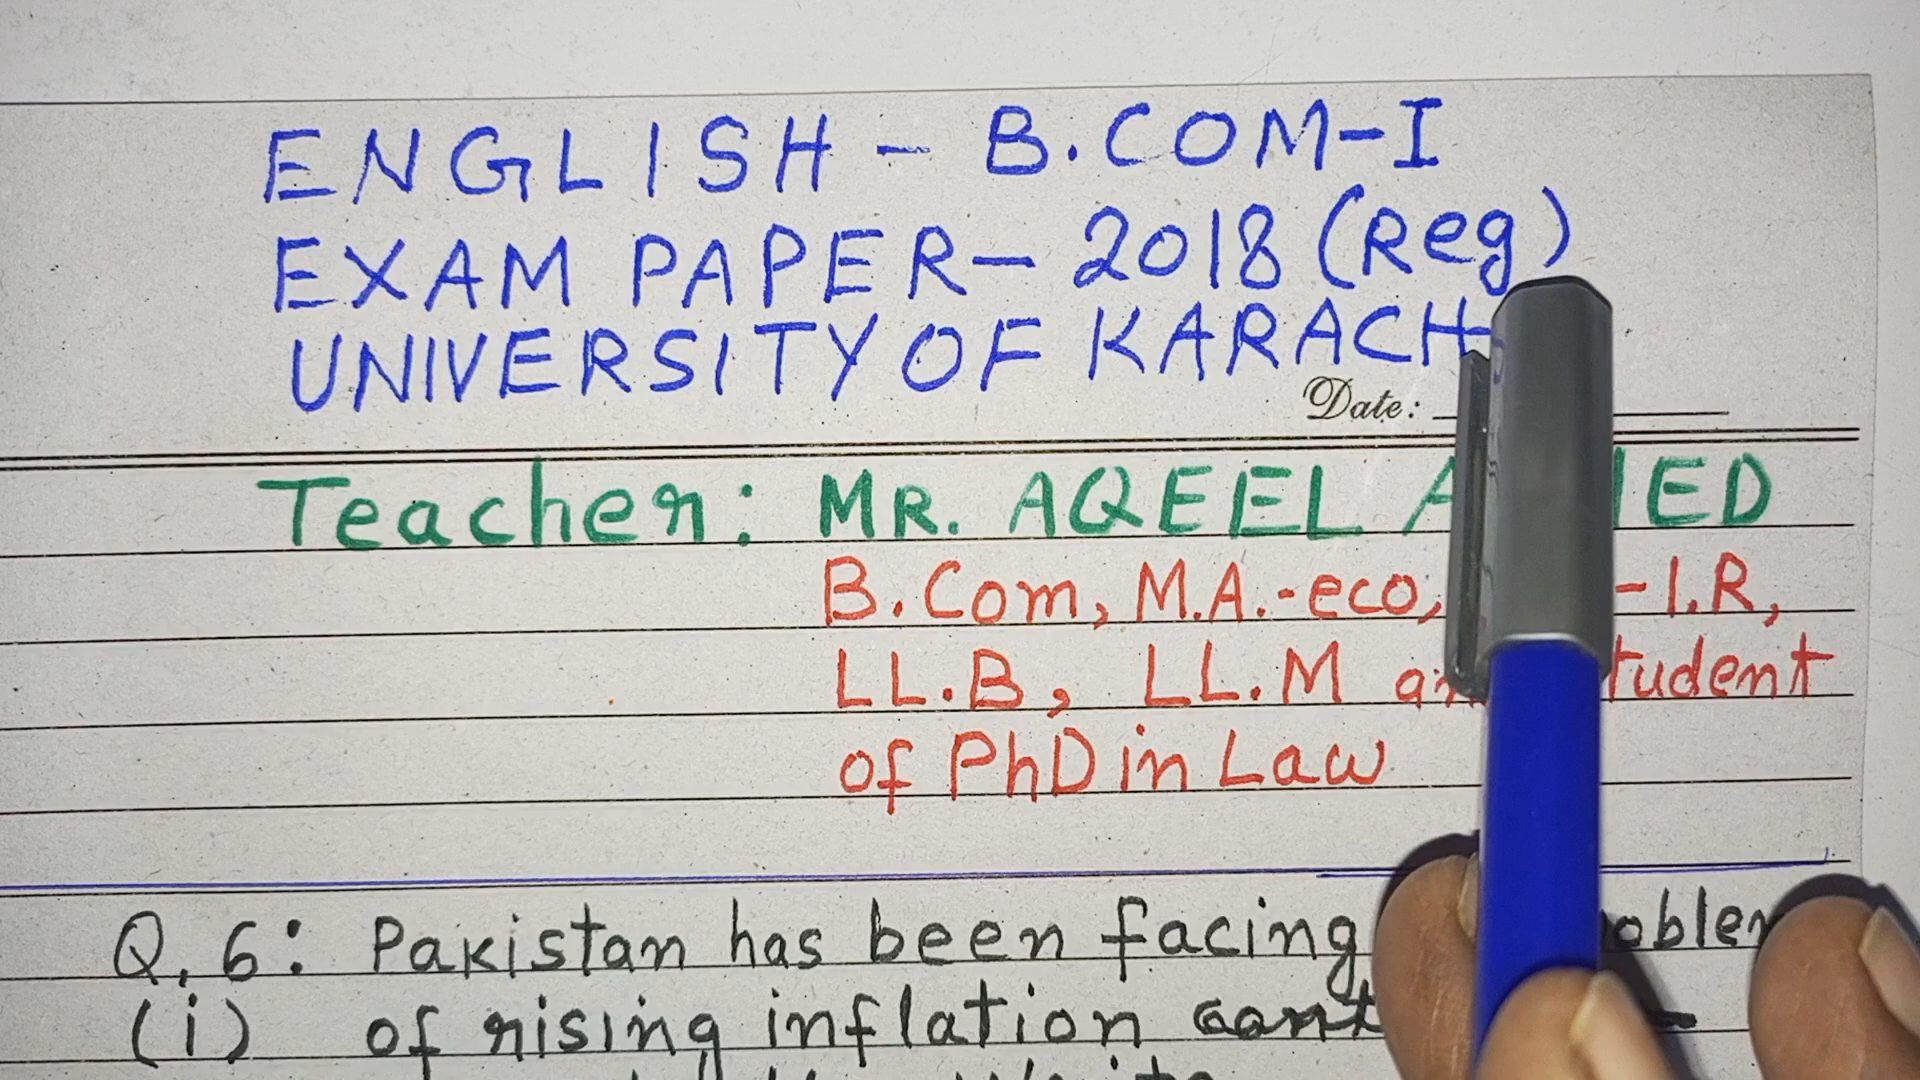 ENGLISH - B.COM-I
EXAM PAPER- 2018 (Reg)
UNIVERSITY OF KARACH
Date:
Teacher: MR. AQEEL
B.Com, M.A.-eco, -I.R,
LL.B, LL.M
of PhD in Law
Q.6: Pakistan has been facing
(i) of rising inflation